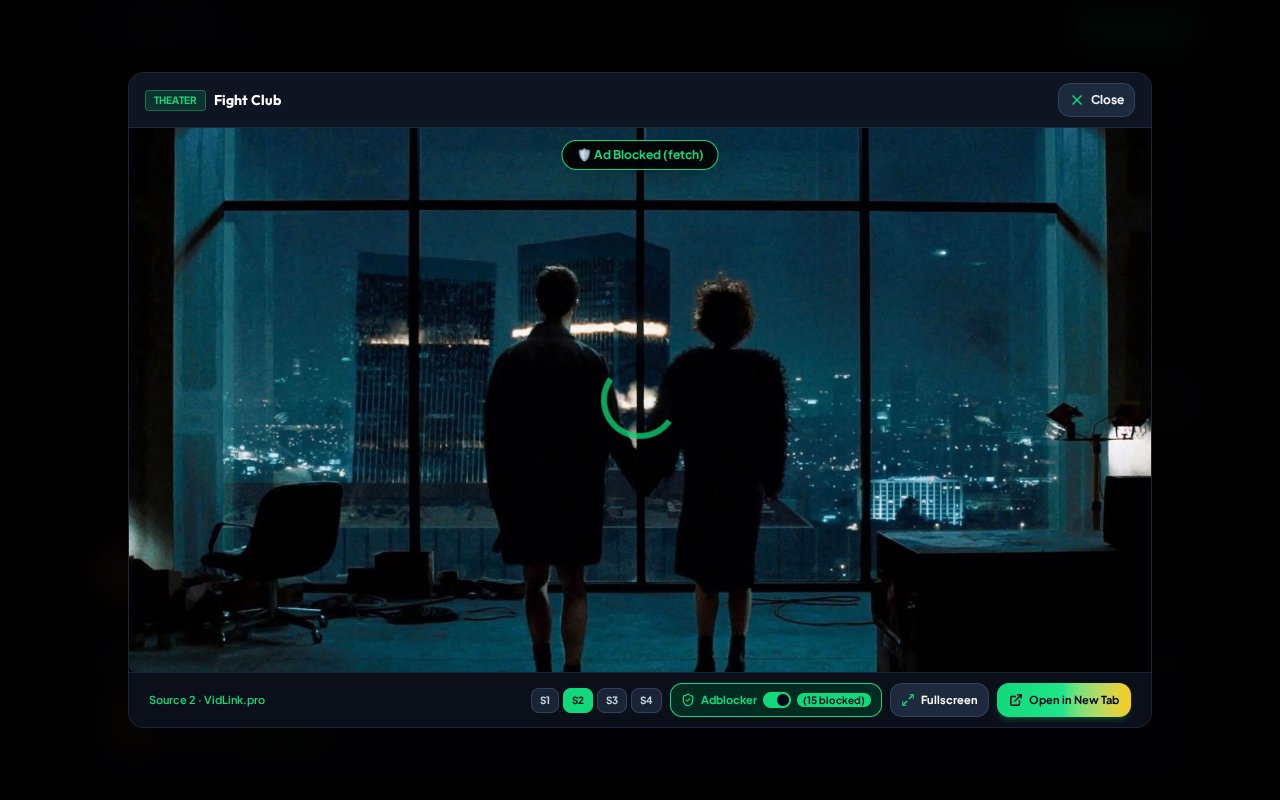 THEATER Fight Club
Close
🛡️ Ad Blocked (fetch)
Source 2 · VidLink.pro
S1 S2 S3 S4
Adblocker (15 blocked)
Fullscreen
Open in New Tab